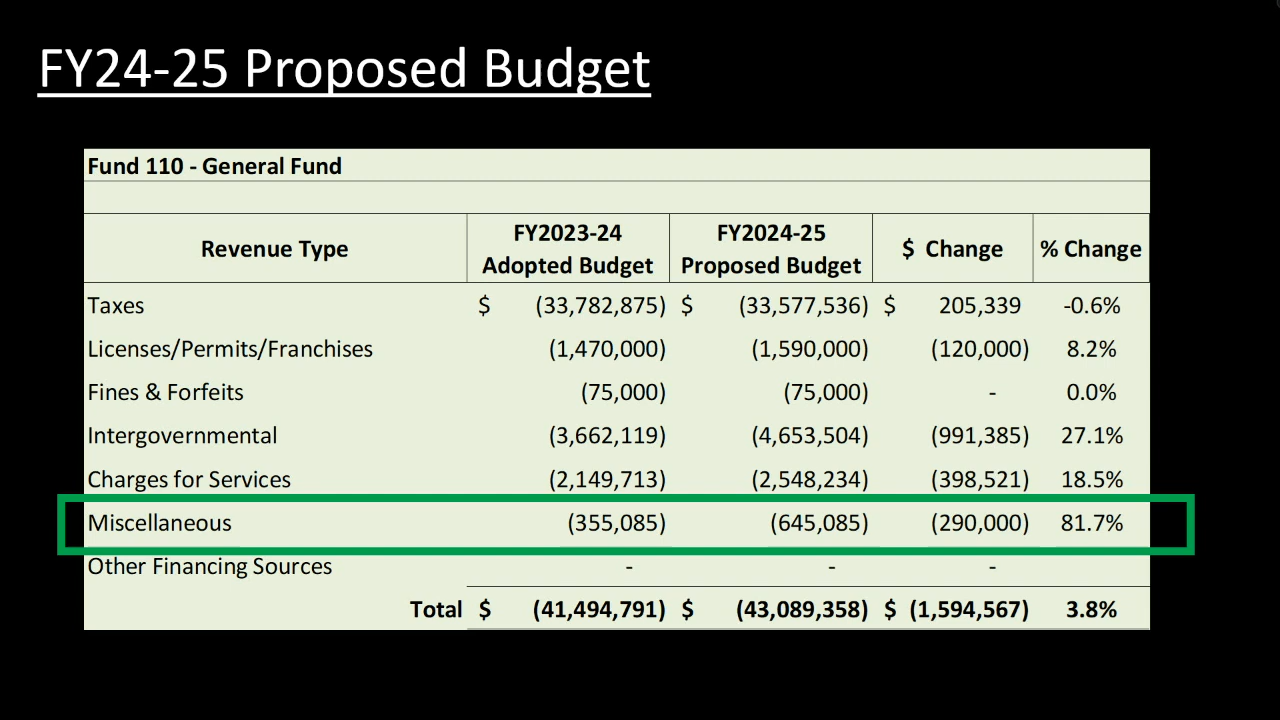 FY24-25 Proposed Budget
Fund 110 - General Fund
Revenue Type FY2023-24 Adopted Budget FY2024-25 Proposed Budget $ Change % Change
Taxes $ (33,782,875) $ (33,577,536) $ 205,339 -0.6%
Licenses/Permits/Franchises (1,470,000) (1,590,000) (120,000) 8.2%
Fines & Forfeits (75,000) (75,000) - 0.0%
Intergovernmental (3,662,119) (4,653,504) (991,385) 27.1%
Charges for Services (2,149,713) (2,548,234) (398,521) 18.5%
Miscellaneous (355,085) (645,085) (290,000) 81.7%
Other Financing Sources - - -
Total $ (41,494,791) $ (43,089,358) $ (1,594,567) 3.8%